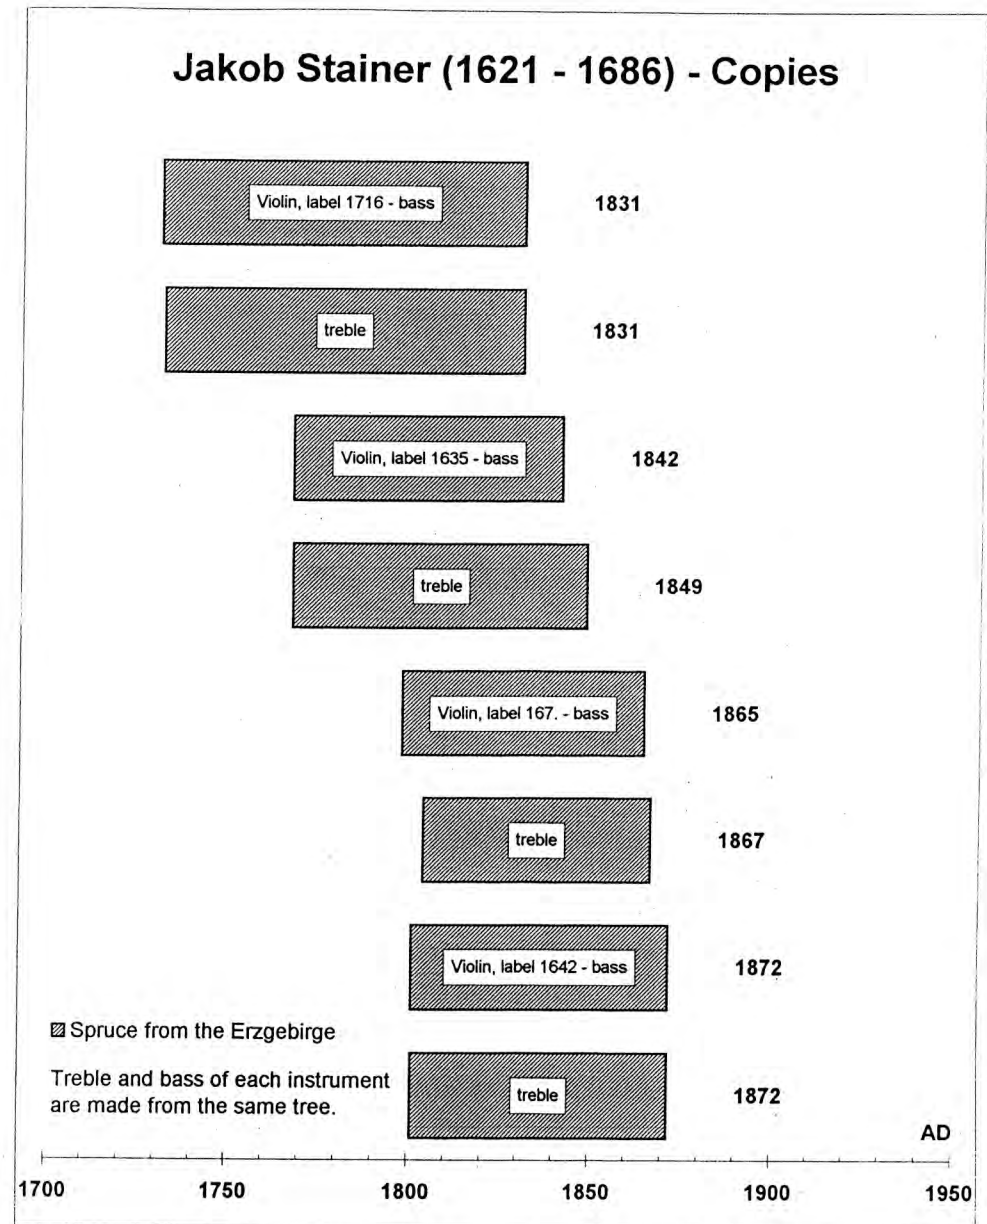 Jakob Stainer (1621 - 1686) - Copies
Violin, label 1716 - bass
1831
treble
1831
Violin, label 1635 - bass
1842
treble
1849
Violin, label 167. - bass
1865
treble
1867
Violin, label 1642 - bass
1872
Spruce from the Erzgebirge
Treble and bass of each instrument
are made from the same tree.
treble
1872
AD
1700 1750 1800 1850 1900 1950